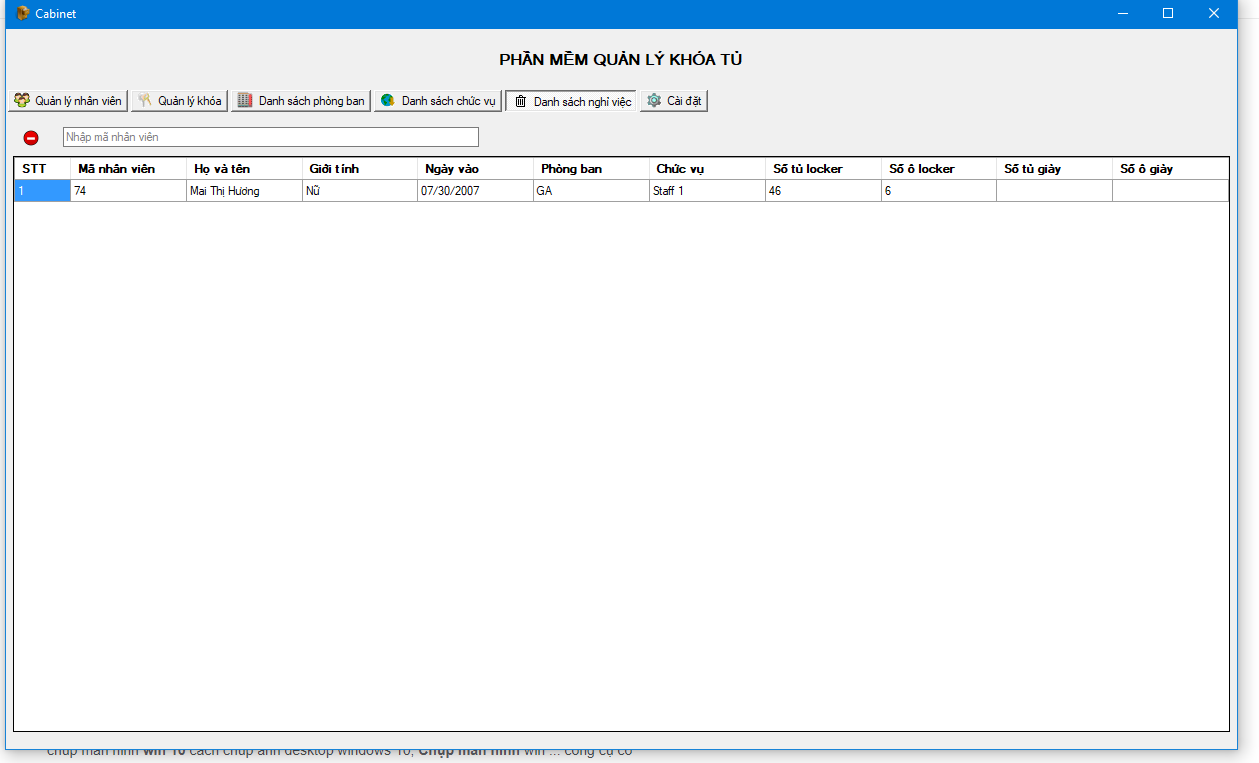 Cabinet
PHẦN MỀM QUẢN LÝ KHÓA TỦ
Quản lý nhân viên Quản lý khóa Danh sách phòng ban Danh sách chức vụ Danh sách nghỉ việc Cài đặt
Nhập mã nhân viên
STT Mã nhân viên Họ và tên Giới tính Ngày vào Phòng ban Chức vụ Số tủ locker Số ô locker Số tủ giày Số ô giày
1 74 Mai Thị Hương Nữ 07/30/2007 GA Staff 1 46 6
chụp màn hình win 10 cách chụp ảnh desktop windows 10, Chụp màn hình win ... công cụ có